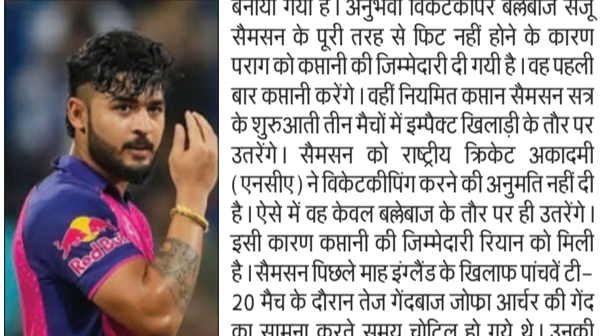 बनाया गया है। अनुभवी विकेटकीपर बल्लेबाज संजू
सैमसन के पूरी तरह से फिट नहीं होने के कारण
पराग को कप्तानी की जिम्मेदारी दी गयी है। वह पहली
बार कप्तानी करेंगे। वहीं नियमित कप्तान सैमसन सत्र
के शुरुआती तीन मैचों में इम्पैक्ट खिलाड़ी के तौर पर
उतरेंगे। सैमसन को राष्ट्रीय क्रिकेट अकादमी
(एनसीए) ने विकेटकीपिंग करने की अनुमति नहीं दी
है। ऐसे में वह केवल बल्लेबाज के तौर पर ही उतरेंगे।
इसी कारण कप्तानी की जिम्मेदारी रियान को मिली
है। सैमसन पिछले माह इंग्लैंड के खिलाफ पांचवें टी-
20 मैच के दौरान तेज गेंदबाज जोफ्रा आर्चर की गेंद
का सामना करते समय चोटिल हो गये थे। उनकी
Red Bull